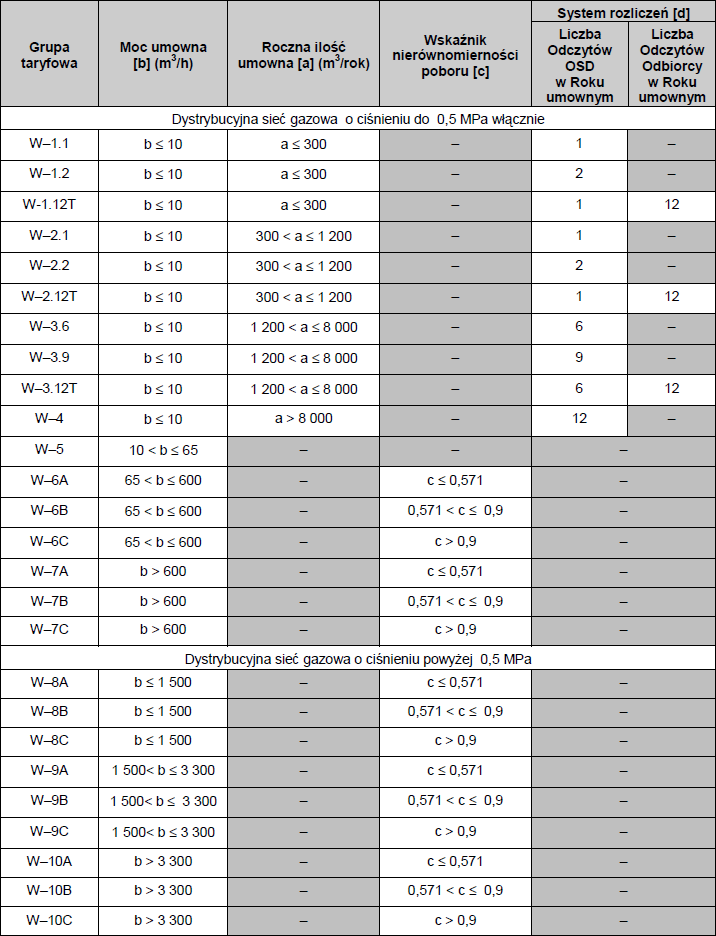 Grupa taryfowa | Moc umowna [b] (m³/h) | Roczna ilość umowna [a] (m³/rok) | Wskaźnik nierównomierności poboru [c] | System rozliczeń [d]
Liczba Odczytów OSD w Roku umownym | Liczba Odczytów Odbiorcy w Roku umownym
Dystrybucyjna sieć gazowa o ciśnieniu do 0,5 MPa włącznie
W–1.1 | b ≤ 10 | a ≤ 300 | – | 1 | –
W–1.2 | b ≤ 10 | a ≤ 300 | – | 2 | –
W-1.12T | b ≤ 10 | a ≤ 300 | – | 1 | 12
W–2.1 | b ≤ 10 | 300 < a ≤ 1 200 | – | 1 | –
W–2.2 | b ≤ 10 | 300 < a ≤ 1 200 | – | 2 | –
W–2.12T | b ≤ 10 | 300 < a ≤ 1 200 | – | 1 | 12
W–3.6 | b ≤ 10 | 1 200 < a ≤ 8 000 | – | 6 | –
W–3.9 | b ≤ 10 | 1 200 < a ≤ 8 000 | – | 9 | –
W–3.12T | b ≤ 10 | 1 200 < a ≤ 8 000 | – | 6 | 12
W–4 | b ≤ 10 | a > 8 000 | – | 12 | –
W–5 | 10 < b ≤ 65 | – | – | –
W–6A | 65 < b ≤ 600 | – | c ≤ 0,571 | –
W–6B | 65 < b ≤ 600 | – | 0,571 < c ≤ 0,9 | –
W–6C | 65 < b ≤ 600 | – | c > 0,9 | –
W–7A | b > 600 | – | c ≤ 0,571 | –
W–7B | b > 600 | – | 0,571 < c ≤ 0,9 | –
W–7C | b > 600 | – | c > 0,9 | –
Dystrybucyjna sieć gazowa o ciśnieniu powyżej 0,5 MPa
W–8A | b ≤ 1 500 | – | c ≤ 0,571 | –
W–8B | b ≤ 1 500 | – | 0,571 < c ≤ 0,9 | –
W–8C | b ≤ 1 500 | – | c > 0,9 | –
W–9A | 1 500< b ≤ 3 300 | – | c ≤ 0,571 | –
W–9B | 1 500< b ≤ 3 300 | – | 0,571 < c ≤ 0,9 | –
W–9C | 1 500< b ≤ 3 300 | – | c > 0,9 | –
W–10A | b > 3 300 | – | c ≤ 0,571 | –
W–10B | b > 3 300 | – | 0,571 < c ≤ 0,9 | –
W–10C | b > 3 300 | – | c > 0,9 | –